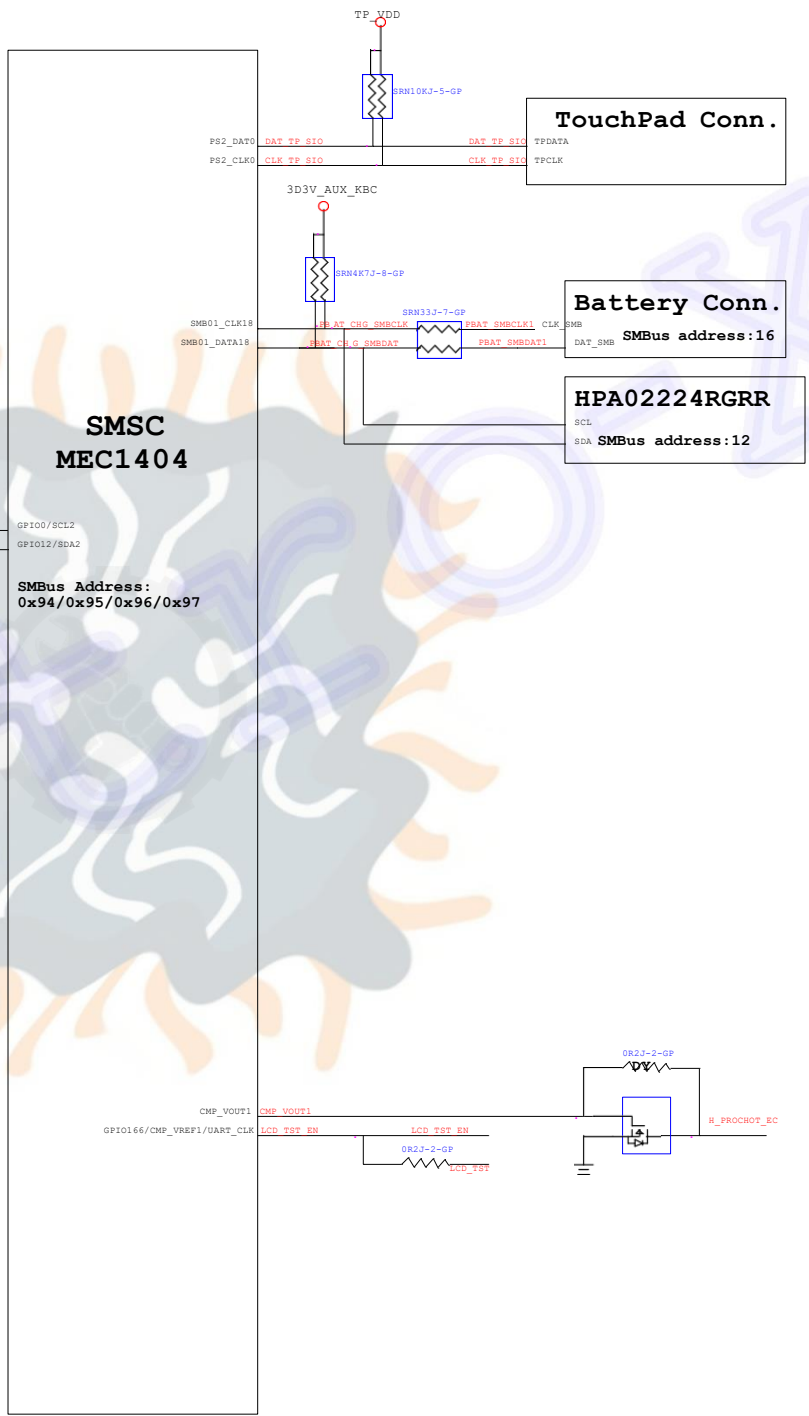 TP_VDD
SRN10KJ-5-GP
TouchPad Conn.
PS2_DAT0 DAT_TP_SIO DAT_TP_SIO TPDATA
PS2_CLK0 CLK_TP_SIO CLK_TP_SIO TPCLK
3D3V_AUX_KBC
SRN4K7J-8-GP
Battery Conn.
SRN33J-7-GP
SMB01_CLK18 PBAT_CHG_SMBCLK PBAT_SMBCLK1 CLK_SMB
SMBus address:16
SMB01_DATA18 PBAT_CHG_SMBDAT PBAT_SMBDAT1 DAT_SMB
HPA02224RGRR
SCL
SDA SMBus address:12
SMSC
MEC1404
GPIO0/SCL2
GPIO12/SDA2
SMBus Address:
0x94/0x95/0x96/0x97
0R2J-2-GP
DY
CMP_VOUT1 CMP_VOUT1
H_PROCHOT_EC
GPIO166/CMP_VREF1/UART_CLK LCD_TST_EN LCD_TST_EN
0R2J-2-GP
LCD_TST